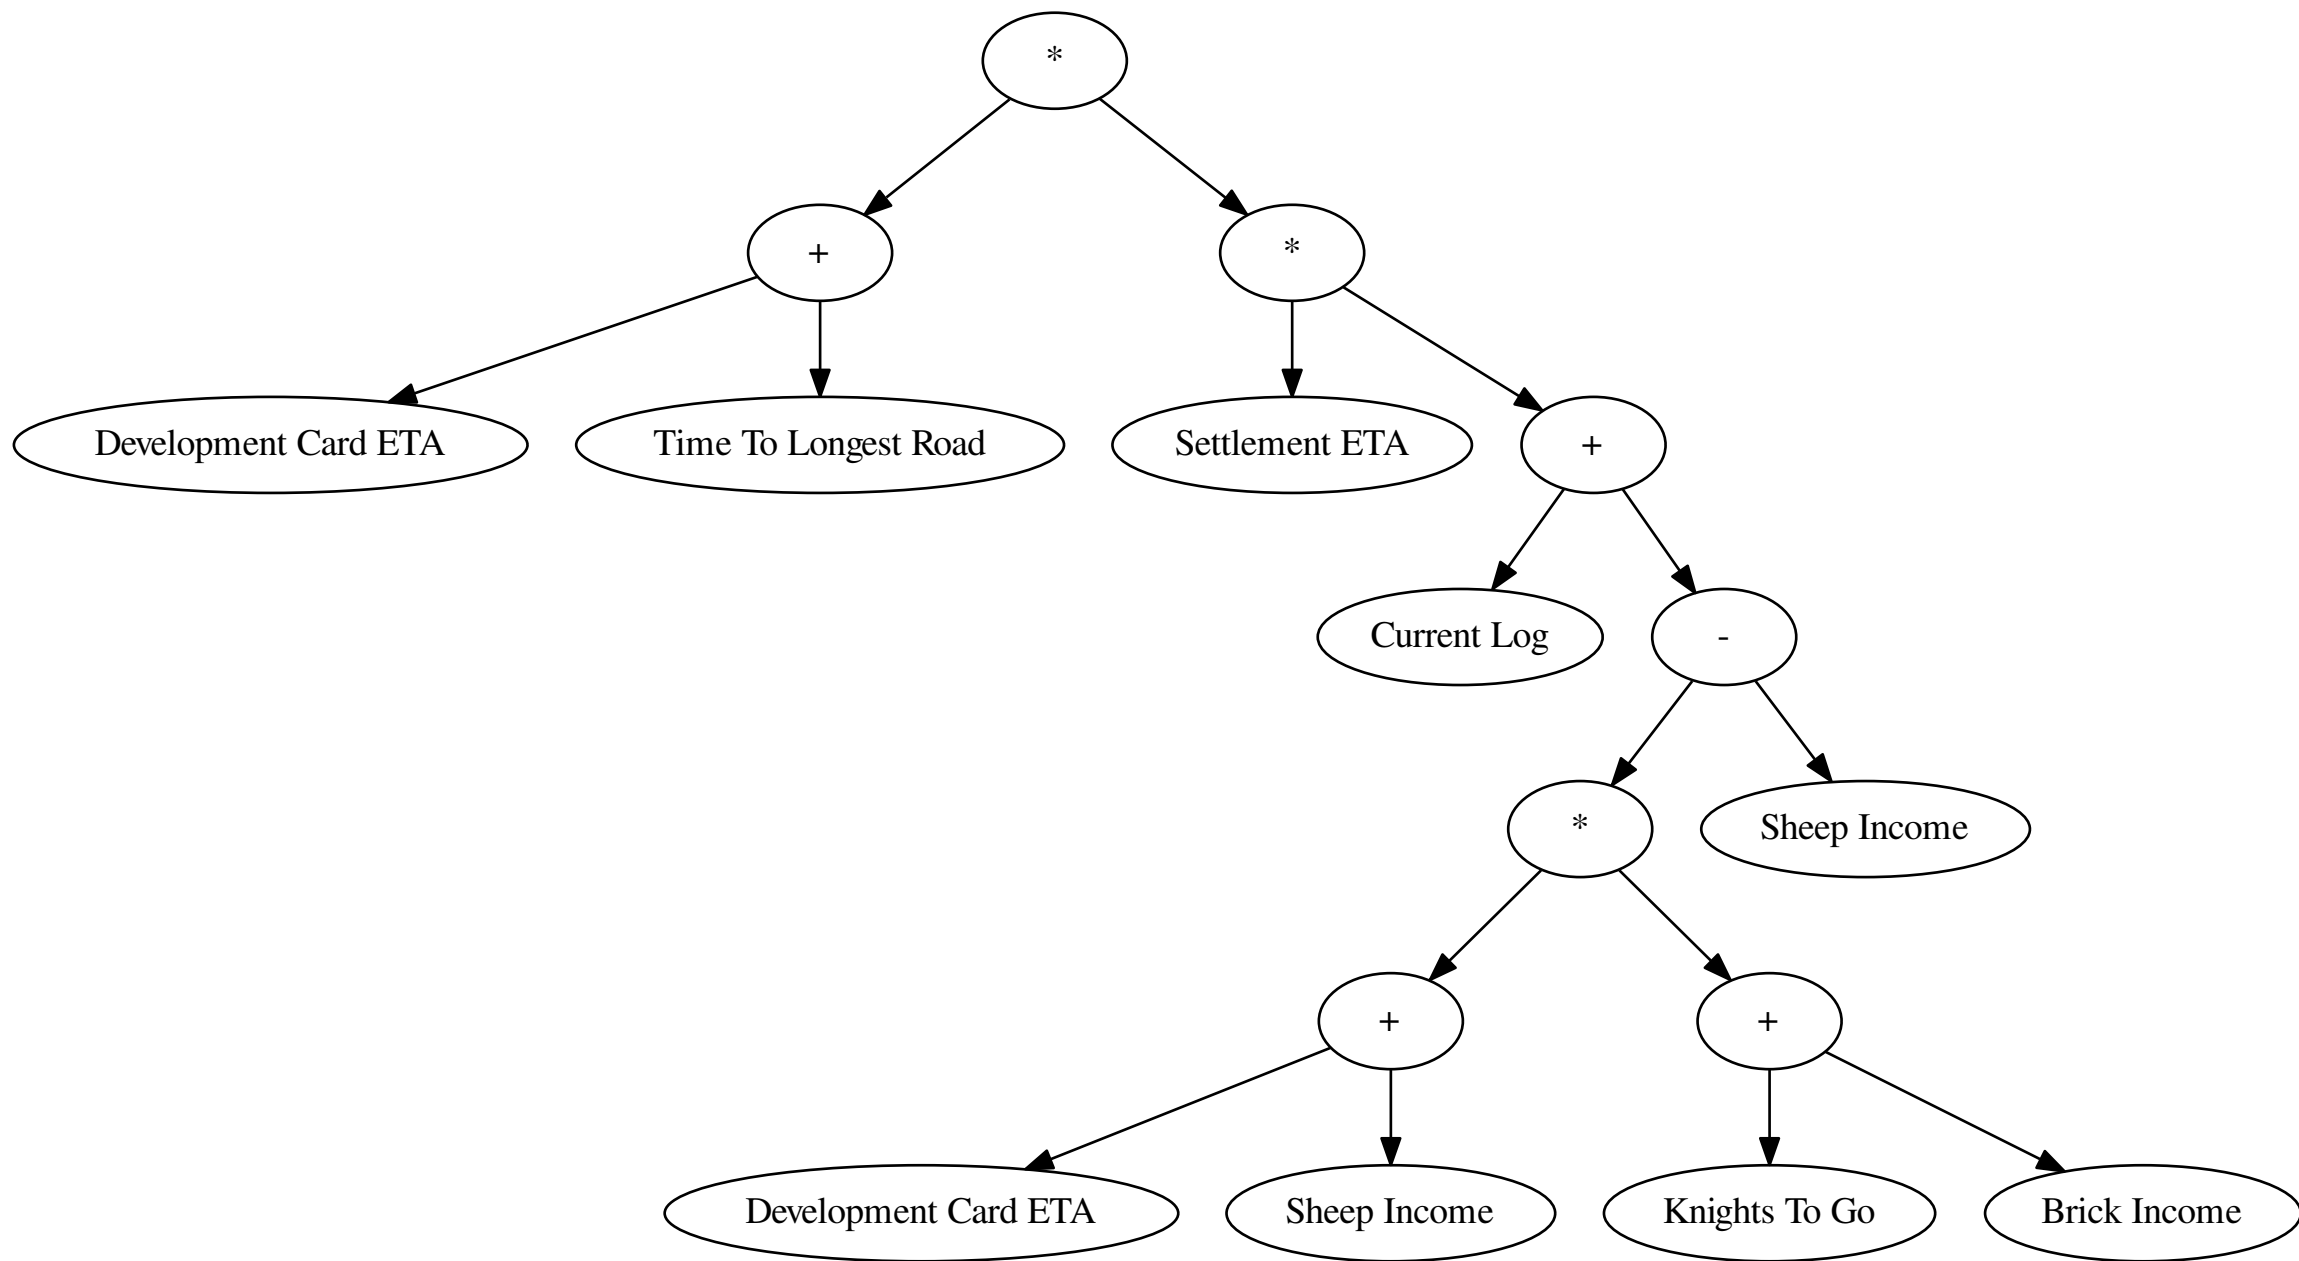 *
+
*
Development Card ETA
Time To Longest Road
Settlement ETA
+
Current Log
-
*
Sheep Income
+
+
Development Card ETA
Sheep Income
Knights To Go
Brick Income